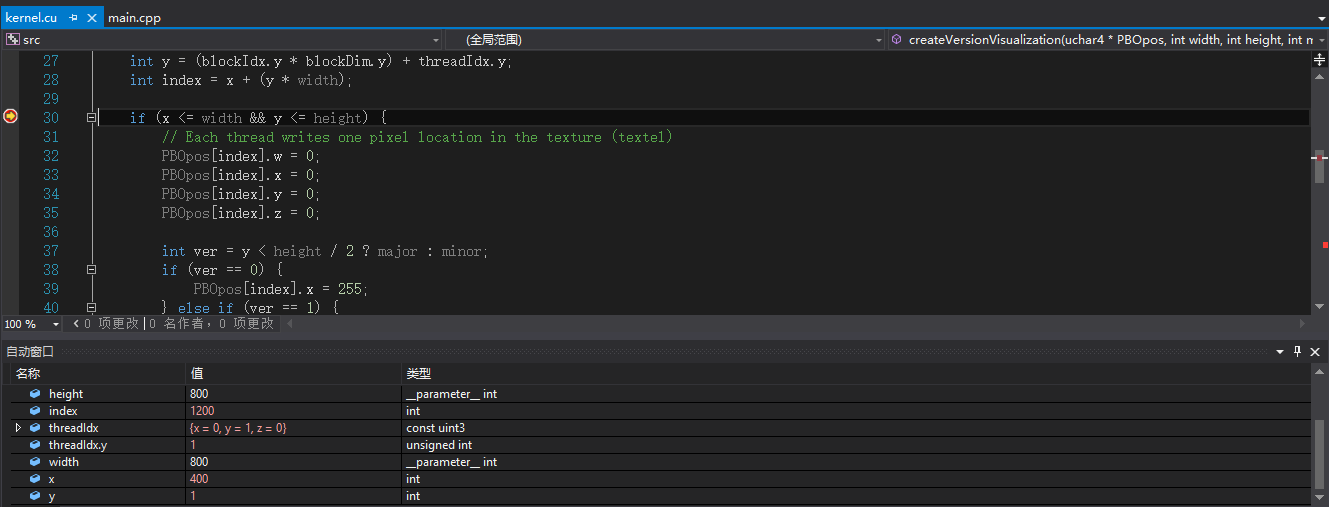 kernel.cu main.cpp
src (全局范围) createVersionVisualization(uchar4 * PBOpos, int width, int height, int m
27 int y = (blockIdx.y * blockDim.y) + threadIdx.y;
28 int index = x + (y * width);
29
30 if (x <= width && y <= height) {
31 // Each thread writes one pixel location in the texture (textel)
32 PBOpos[index].w = 0;
33 PBOpos[index].x = 0;
34 PBOpos[index].y = 0;
35 PBOpos[index].z = 0;
36
37 int ver = y < height / 2 ? major : minor;
38 if (ver == 0) {
39 PBOpos[index].x = 255;
40 } else if (ver == 1) {
100 % 0 项更改 | 0 名作者, 0 项更改
自动窗口
名称 值 类型
height 800 __parameter__ int
index 1200 int
threadIdx {x = 0, y = 1, z = 0} const uint3
threadIdx.y 1 unsigned int
width 800 __parameter__ int
x 400 int
y 1 int